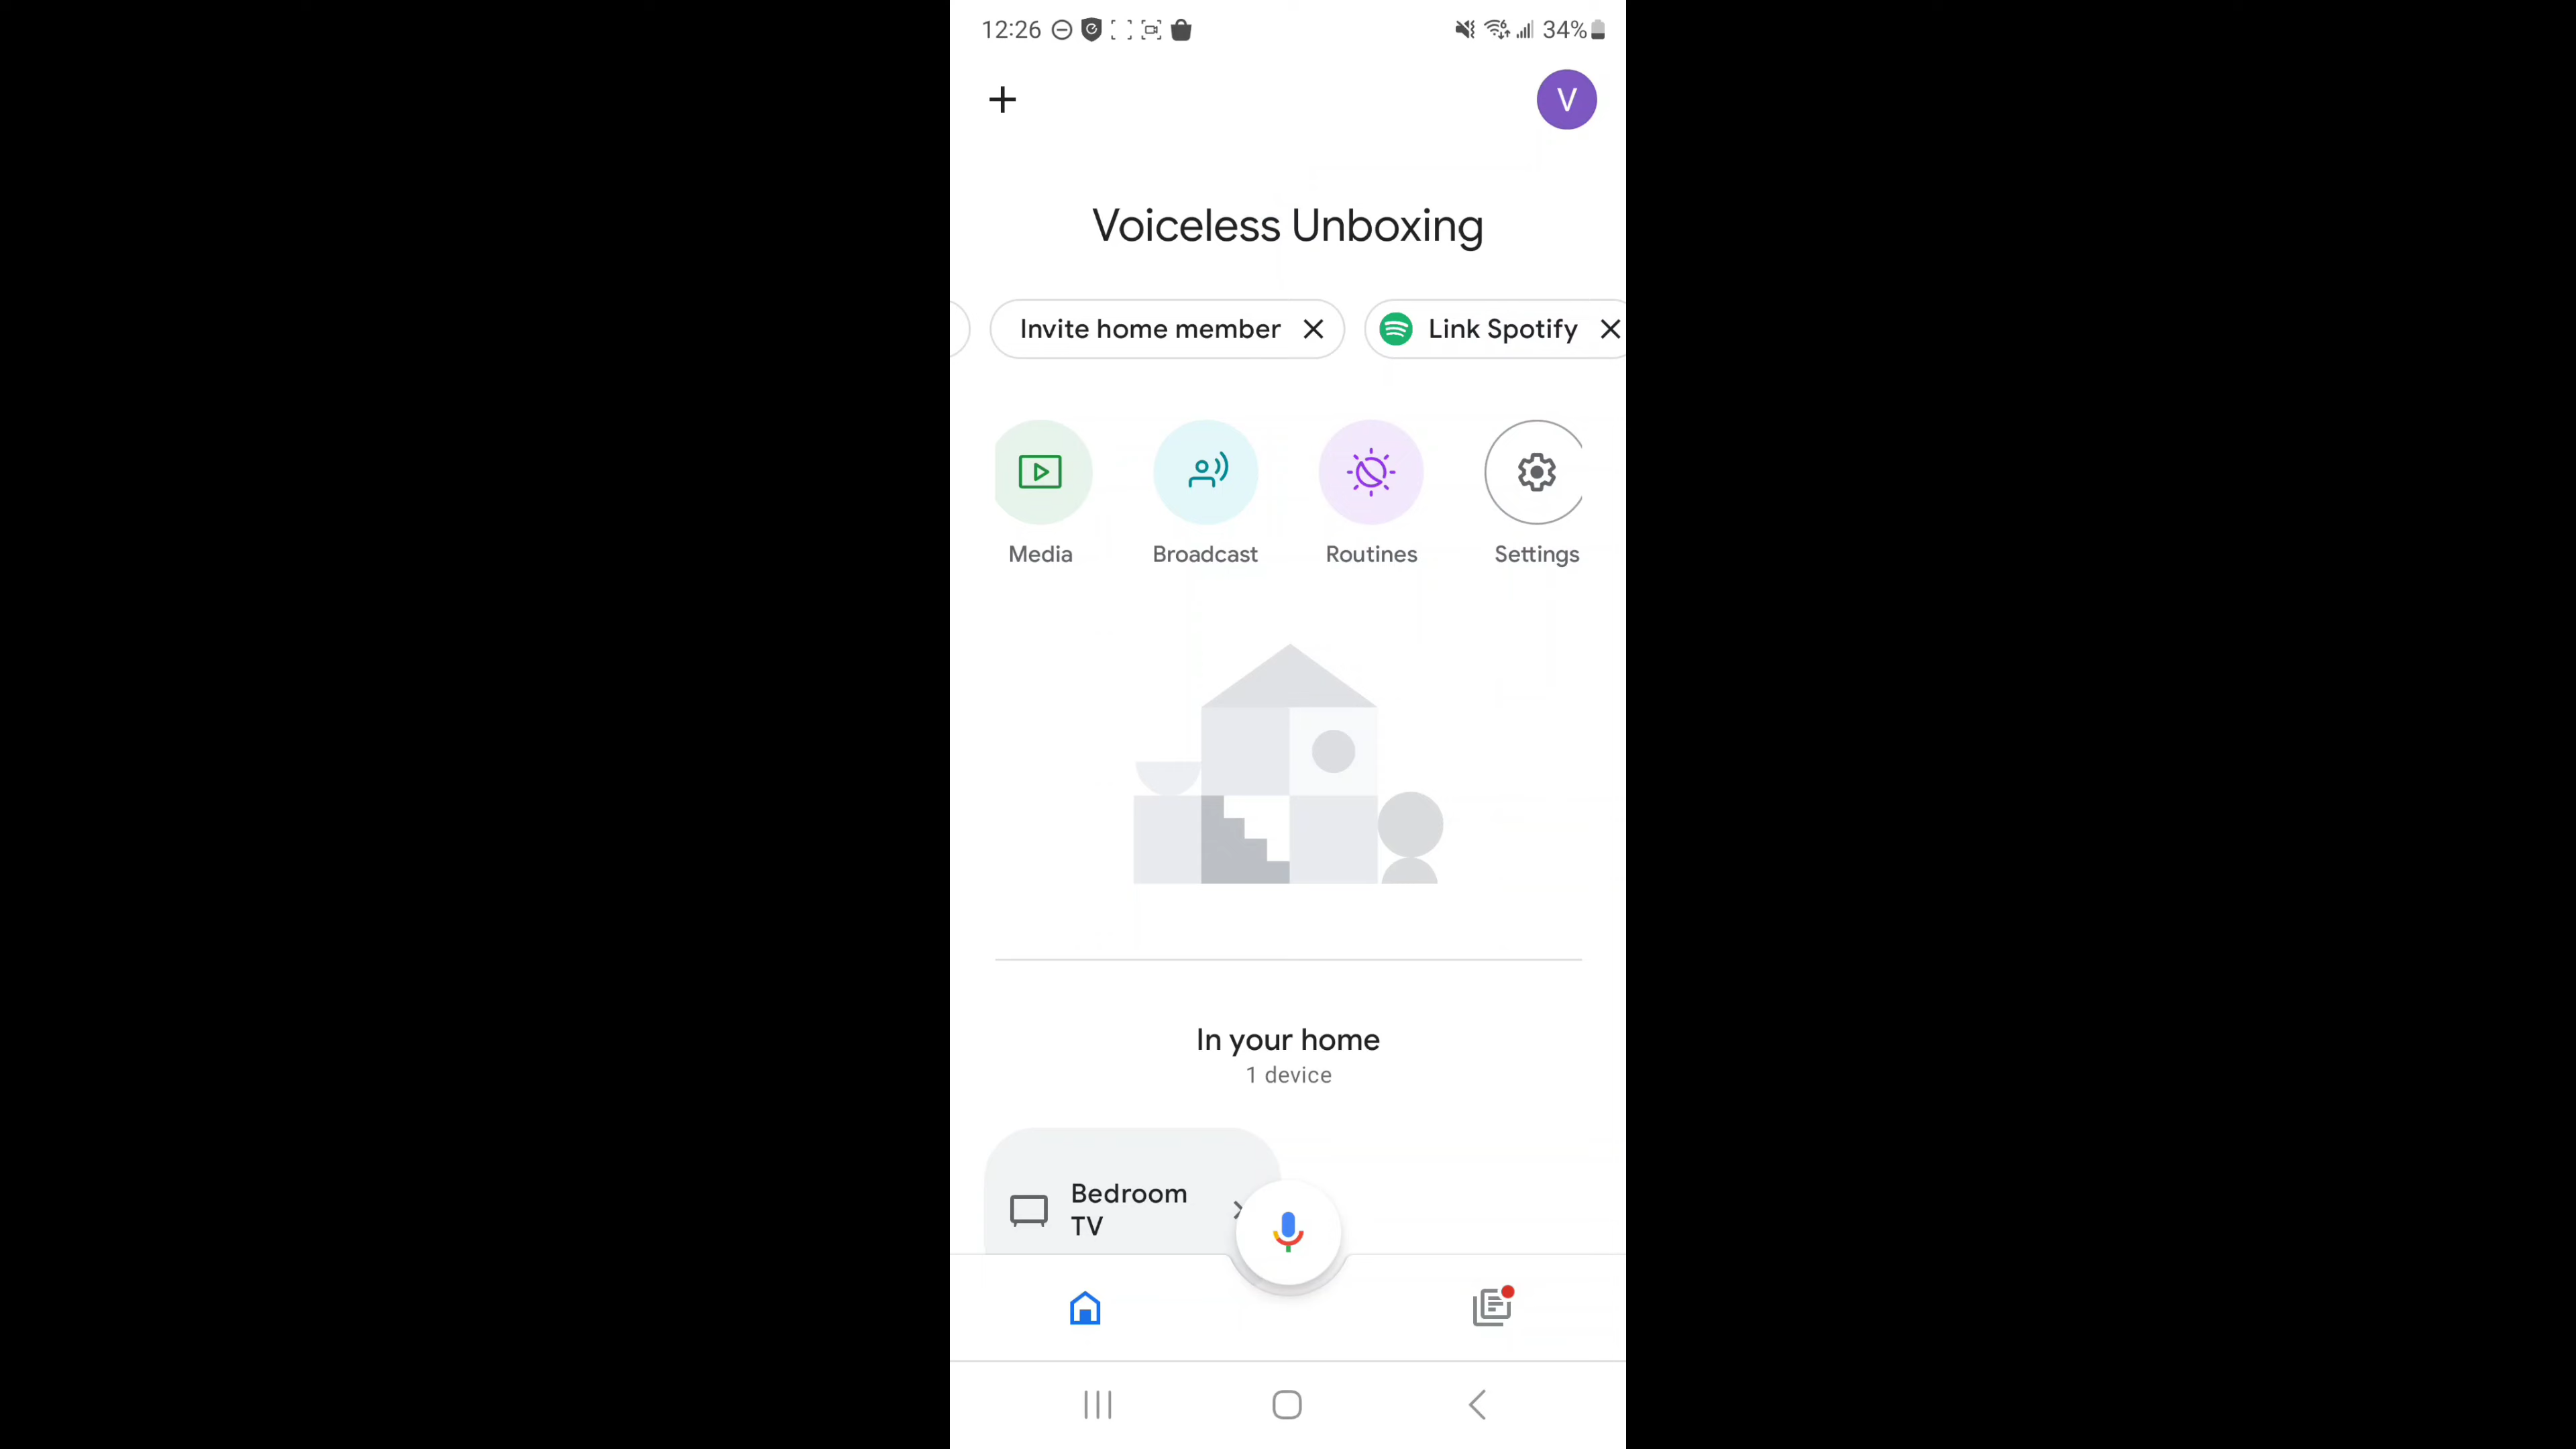 12:26
34%
V
Voiceless Unboxing
Invite home member
Link Spotify
Media
Broadcast
Routines
Settings
In your home
1 device
Bedroom
TV